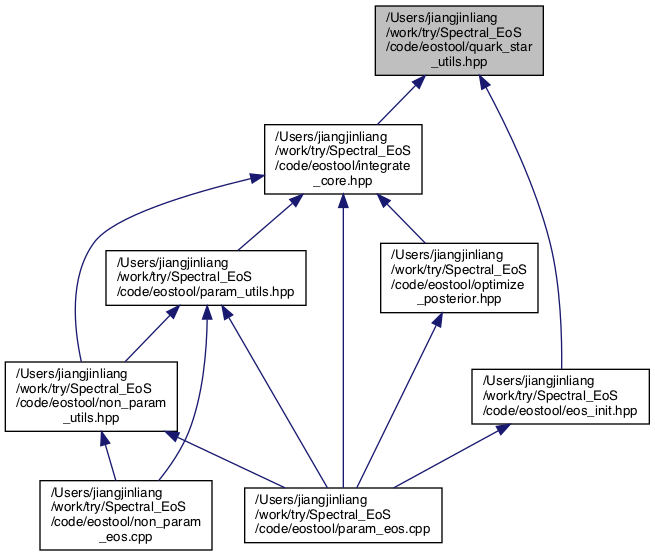 /Users/jiangjinliang
/work/try/Spectral_EoS
/code/eostool/quark_star
_utils.hpp
/Users/jiangjinliang
/work/try/Spectral_EoS
/code/eostool/integrate
_core.hpp
/Users/jiangjinliang
/work/try/Spectral_EoS
/code/eostool/param_utils.hpp
/Users/jiangjinliang
/work/try/Spectral_EoS
/code/eostool/optimize
_posterior.hpp
/Users/jiangjinliang
/work/try/Spectral_EoS
/code/eostool/non_param
_utils.hpp
/Users/jiangjinliang
/work/try/Spectral_EoS
/code/eostool/eos_init.hpp
/Users/jiangjinliang
/work/try/Spectral_EoS
/code/eostool/non_param
_eos.cpp
/Users/jiangjinliang
/work/try/Spectral_EoS
/code/eostool/param_eos.cpp